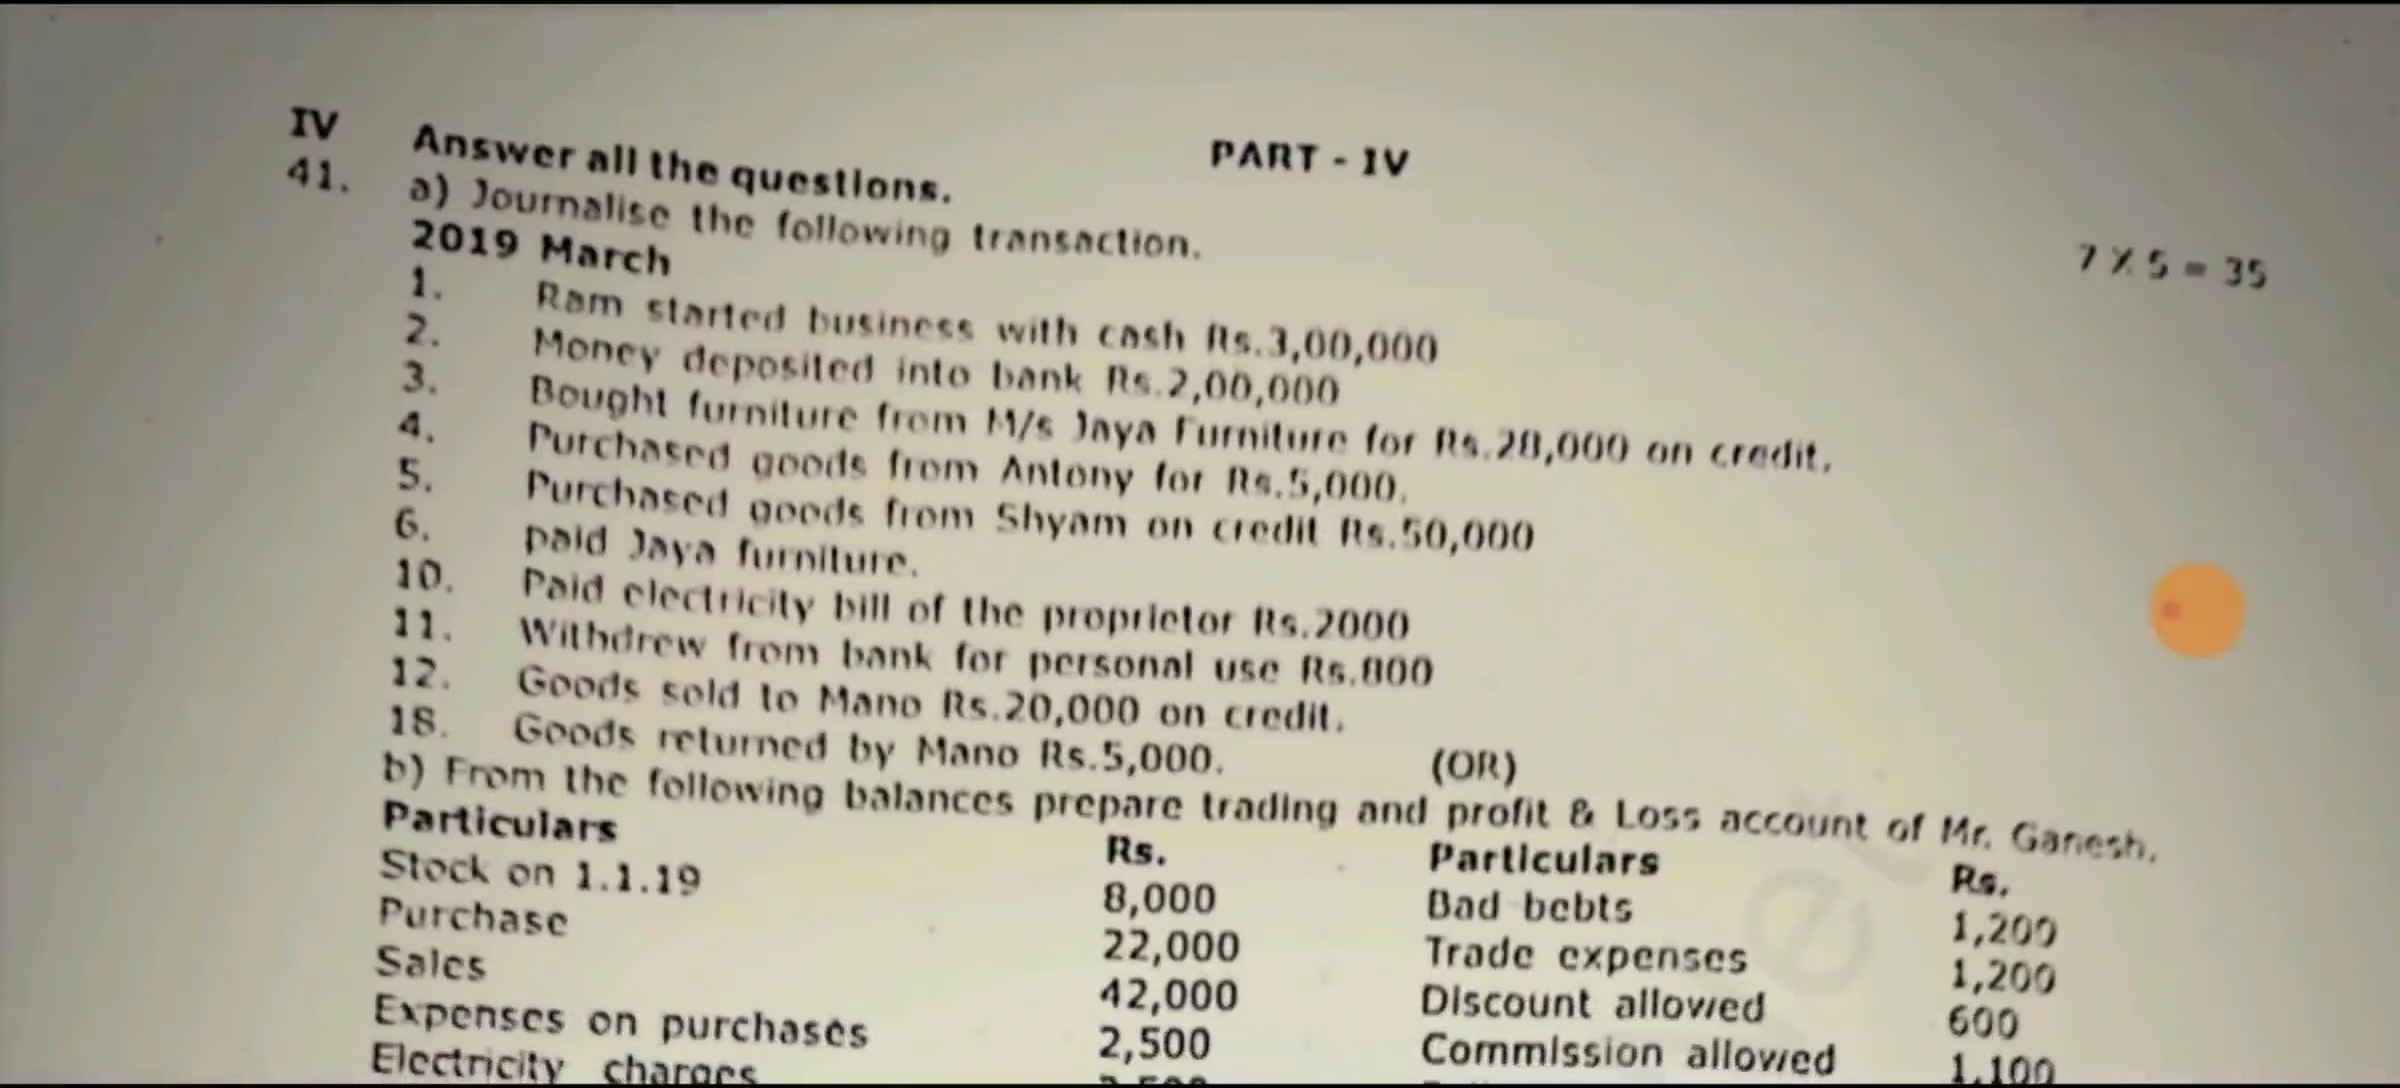 PART - IV
IV Answer all the questions. 7 X 5 = 35
41. a) Journalise the following transaction.
2019 March
1. Ram started business with cash Rs.3,00,000
2. Money deposited into bank Rs.2,00,000
3. Bought furniture from M/s Jaya Furniture for Rs.28,000 on credit.
4. Purchased goods from Antony for Rs.5,000.
5. Purchased goods from Shyam on credit Rs.50,000
6. paid Jaya furniture.
10. Paid electricity bill of the proprietor Rs.2000
11. Withdrew from bank for personal use Rs.800
12. Goods sold to Mano Rs.20,000 on credit.
18. Goods returned by Mano Rs.5,000.
(OR)
b) From the following balances prepare trading and profit & Loss account of Mr. Ganesh.
Particulars Rs. Particulars Rs.
Stock on 1.1.19 8,000 Bad bebts 1,200
Purchase 22,000 Trade expenses 1,200
Sales 42,000 Discount allowed 600
Expenses on purchases 2,500 Commission allowed 1,100
Electricity charges